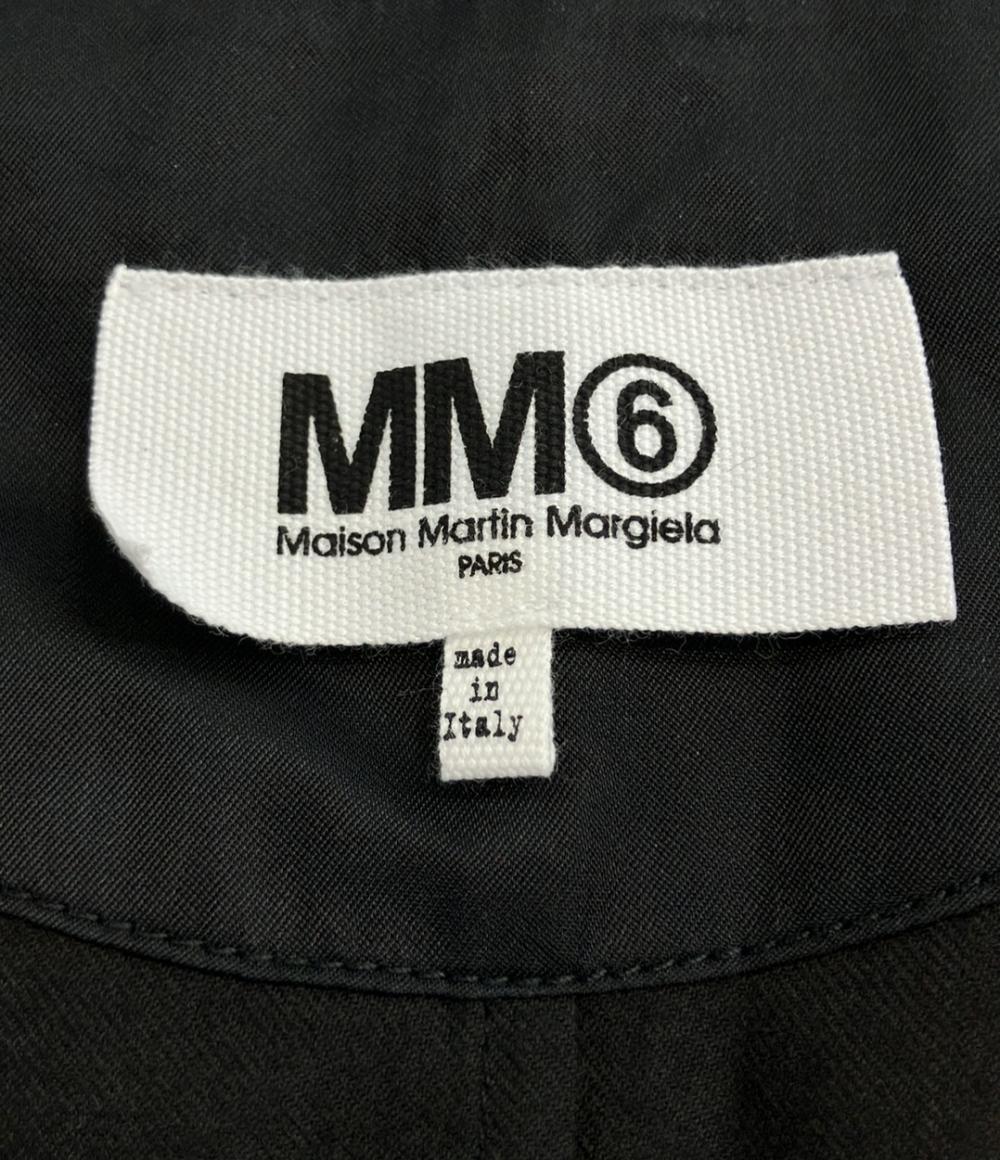 MM⑥
Maison Martin Margiela
PARIS
made
in
Italy